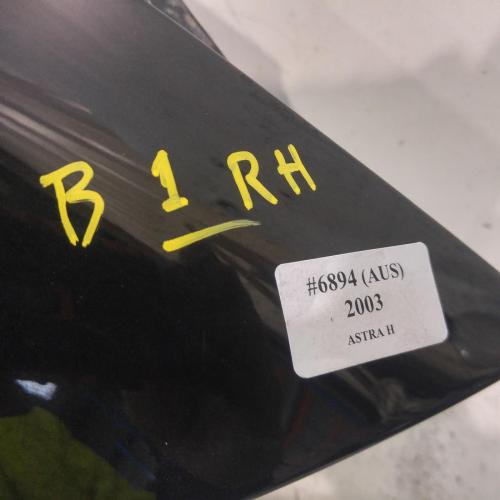 B 1 RH
#6894 (AUS)
2003
ASTRA H